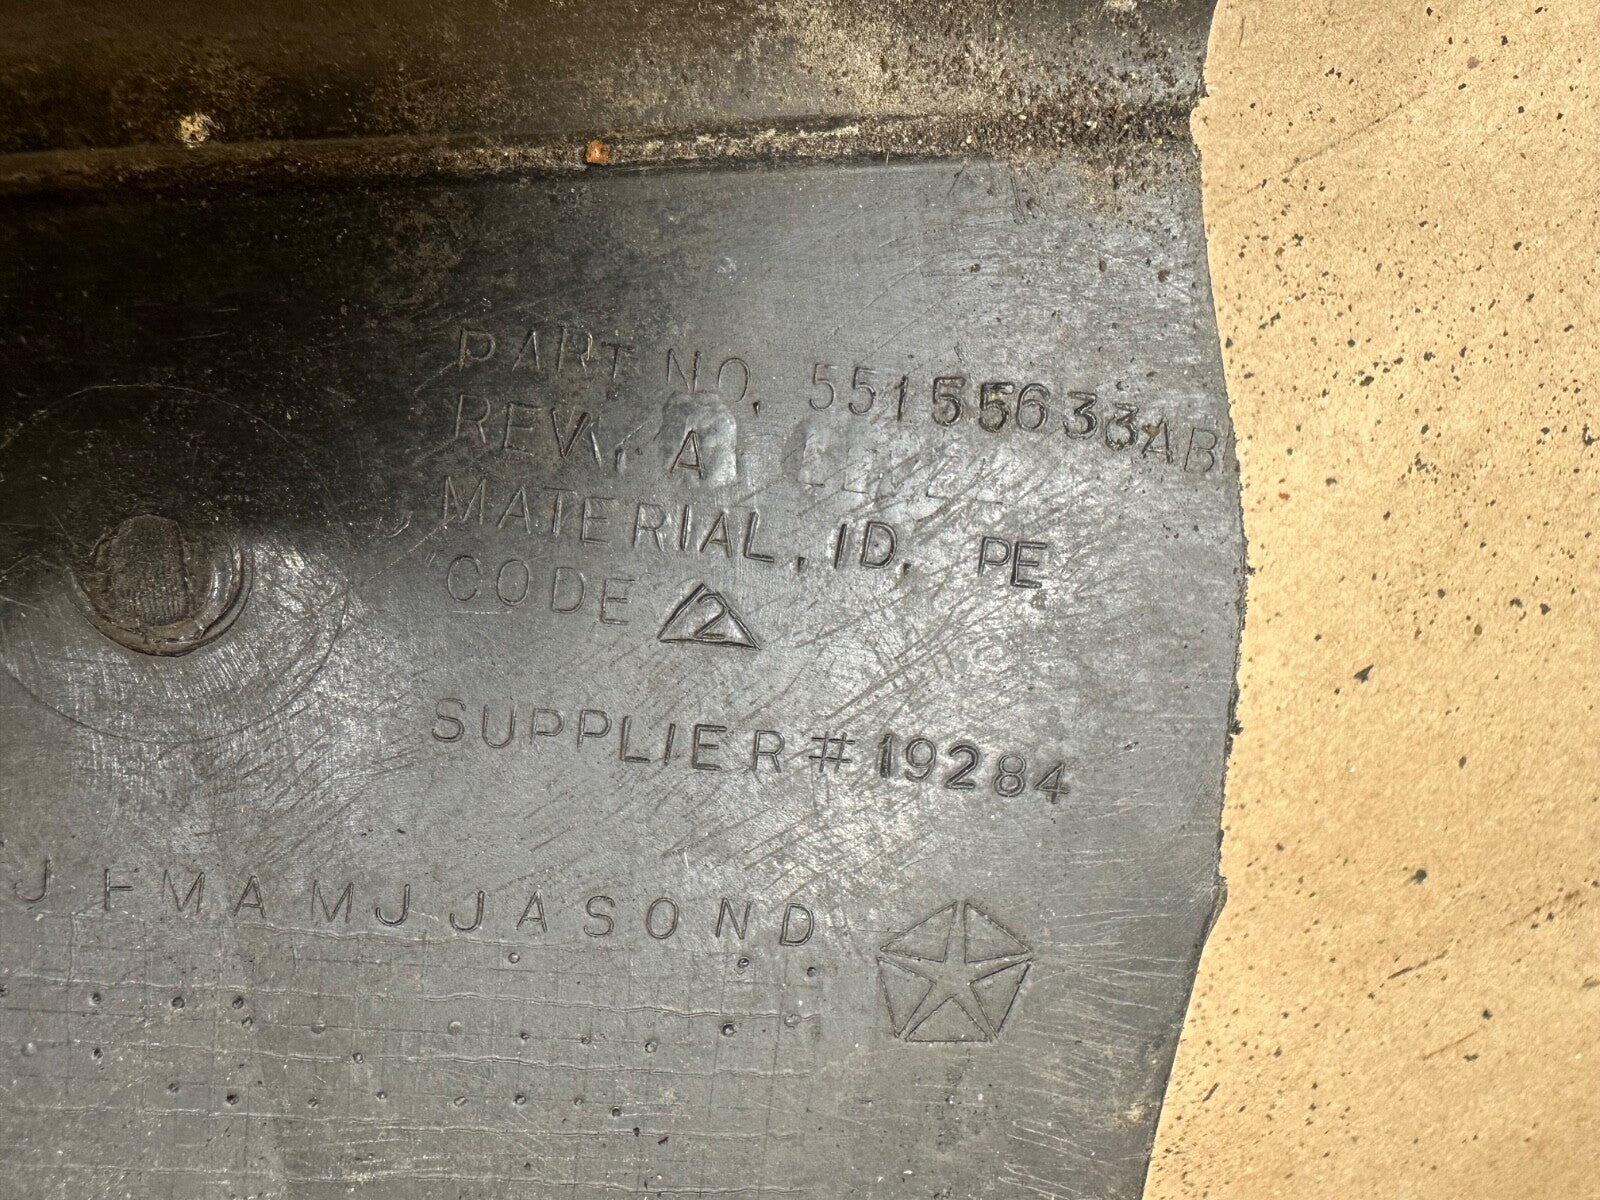 PART NO. 55155633AB
REV. A
MATERIAL. ID. PE
CODE 2
SUPPLIER # 19284
J F M A M J J A S O N D